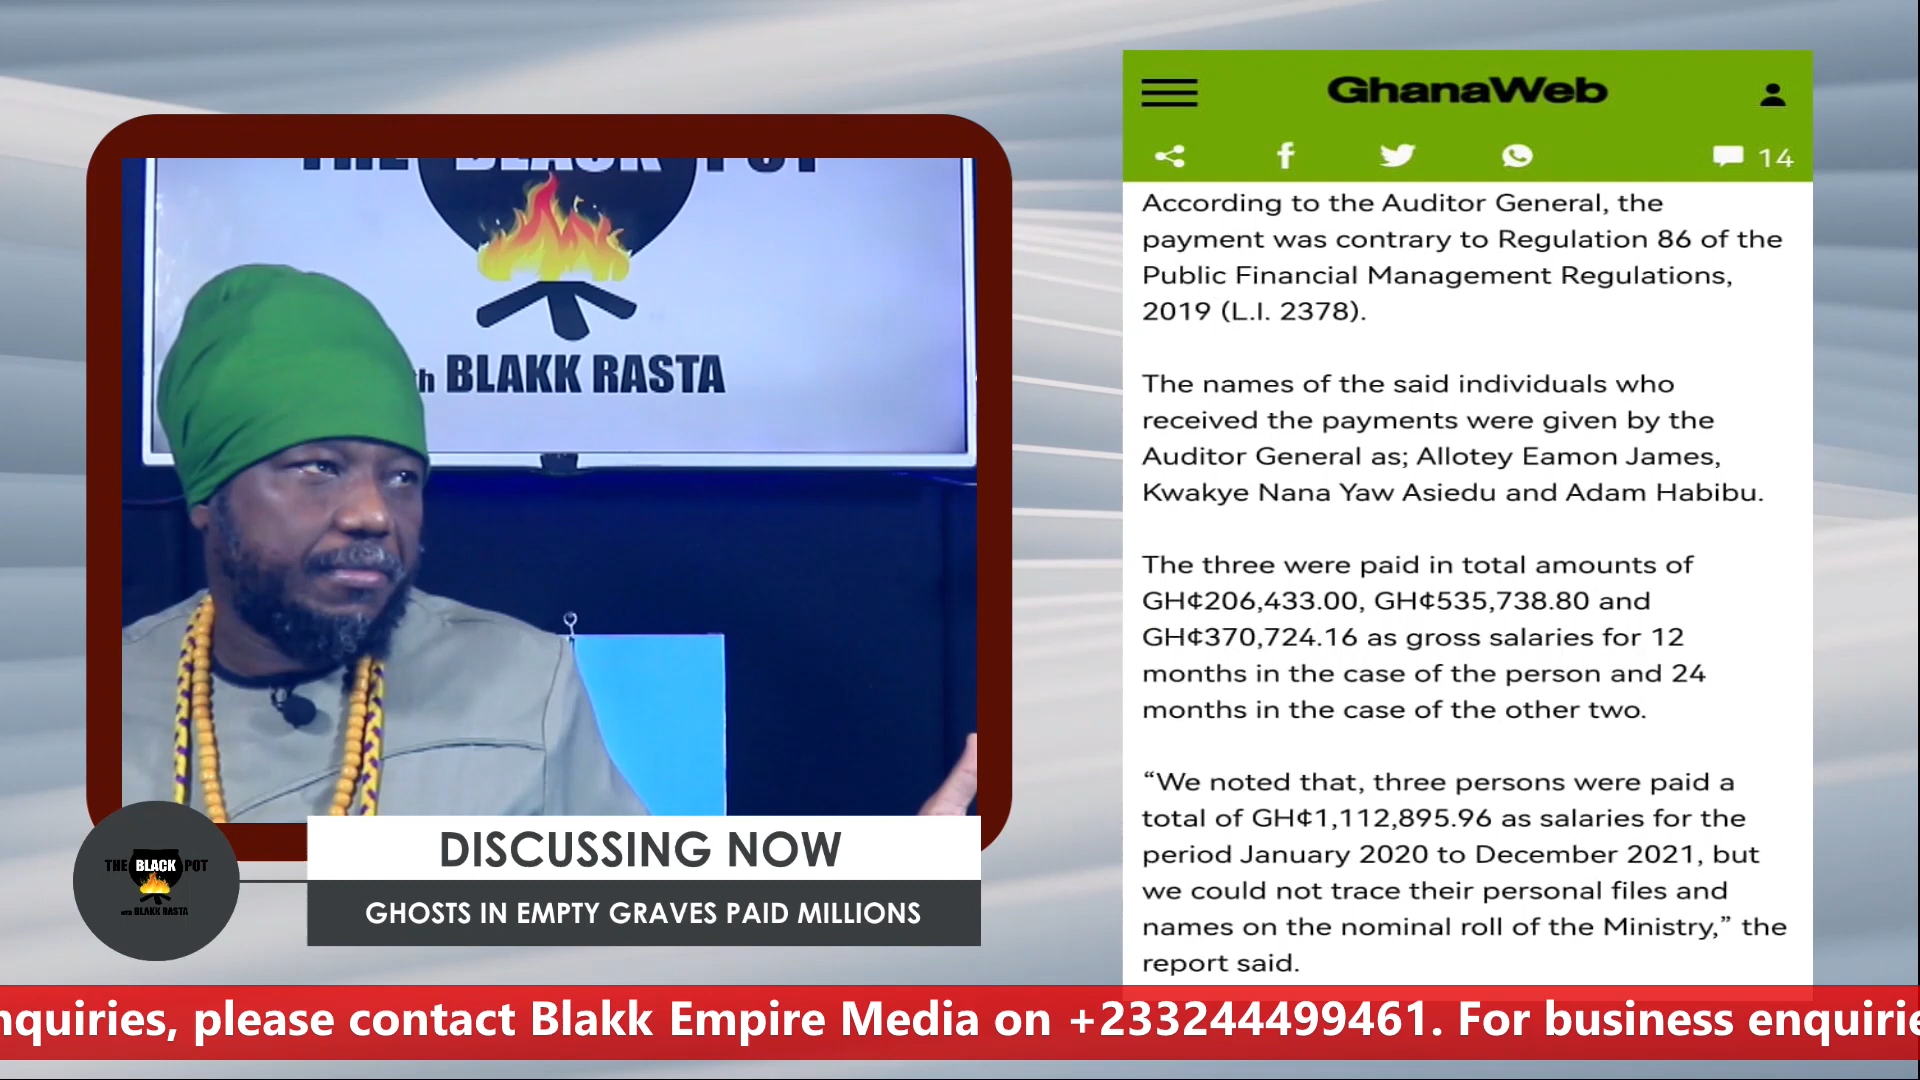 THE BLACK POT
th BLAKK RASTA
THE BLACK POT
WITH BLAKK RASTA
DISCUSSING NOW
GHOSTS IN EMPTY GRAVES PAID MILLIONS
GhanaWeb
14
According to the Auditor General, the
payment was contrary to Regulation 86 of the
Public Financial Management Regulations,
2019 (L.I. 2378).
The names of the said individuals who
received the payments were given by the
Auditor General as; Allotey Eamon James,
Kwakye Nana Yaw Asiedu and Adam Habibu.
The three were paid in total amounts of
GH¢206,433.00, GH¢535,738.80 and
GH¢370,724.16 as gross salaries for 12
months in the case of the person and 24
months in the case of the other two.
“We noted that, three persons were paid a
total of GH¢1,112,895.96 as salaries for the
period January 2020 to December 2021, but
we could not trace their personal files and
names on the nominal roll of the Ministry,” the
report said.
nquiries, please contact Blakk Empire Media on +233244499461. For business enquirie